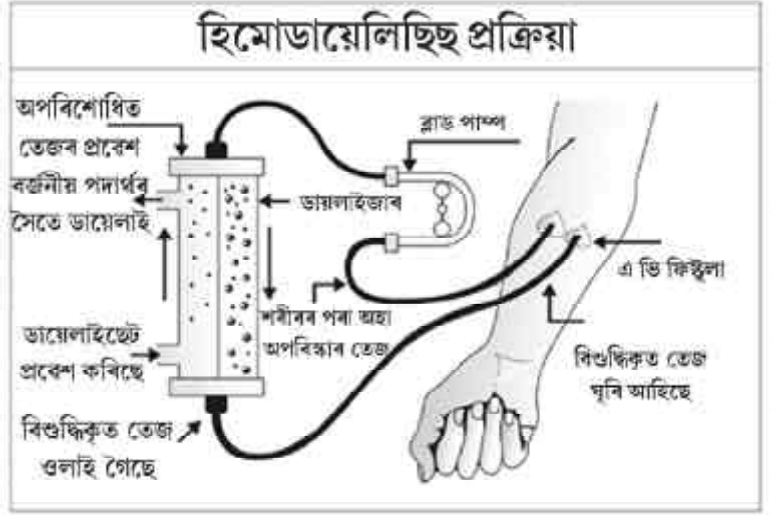 হিমোডায়েলিছিছ প্ৰক্ৰিয়া
অপৰিশোধিত
তেজৰ প্ৰবেশ
বৰ্জনীয় পদাৰ্থৰ
সৈতে ডায়েলাই
ব্লাড পাম্প
ডায়লাইজাৰ
এ ভি ফিষ্টুলা
শৰীৰৰ পৰা অহা
অপৰিস্কাৰ তেজ
ডায়েলাইছেট
প্ৰবেশ কৰিছে
বিশুদ্ধিকৃত তেজ
ঘূৰি আহিছে
বিশুদ্ধিকৃত তেজ
ওলাই গৈছে